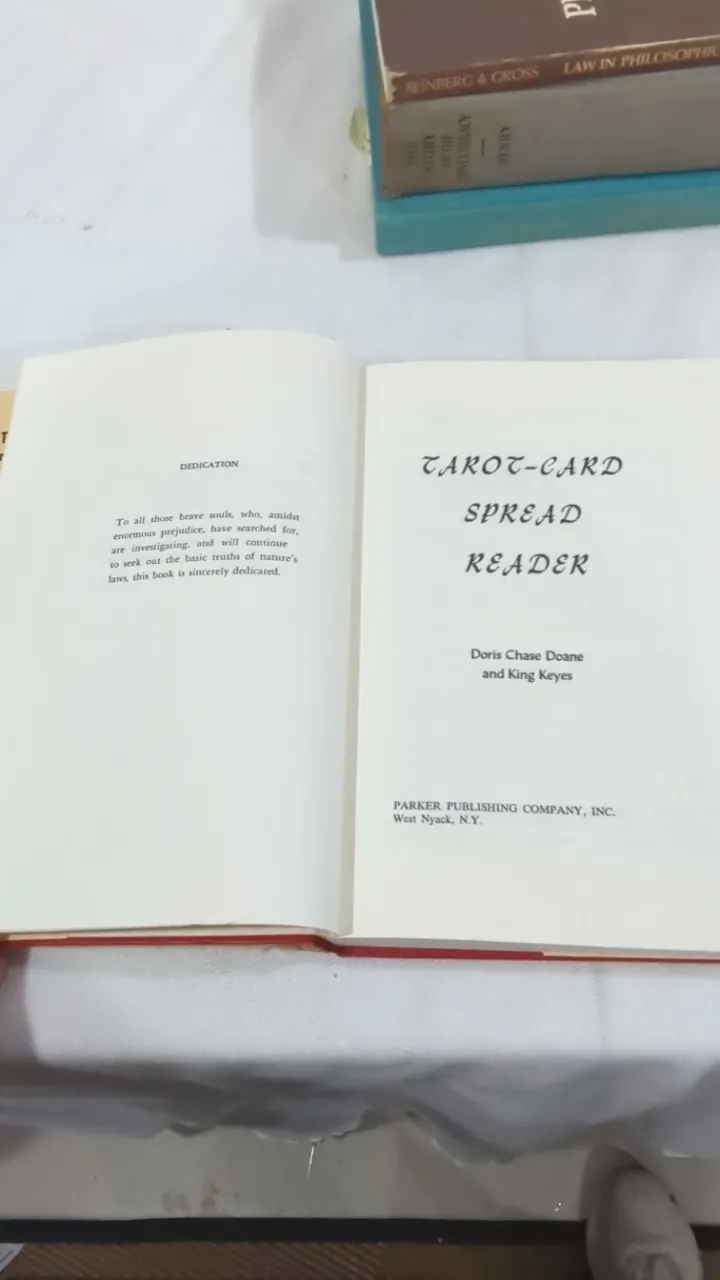 FEINBERG & GROSS LAW IN PHILOSOPHIC
DEDICATION
To all those brave souls, who, amidst
enormous prejudice, have searched for,
are investigating, and will continue
to seek out the basic truths of nature's
laws, this book is sincerely dedicated.
TAROT-CARD
SPREAD
READER
Doris Chase Doane
and King Keyes
PARKER PUBLISHING COMPANY, INC.
West Nyack, N.Y.